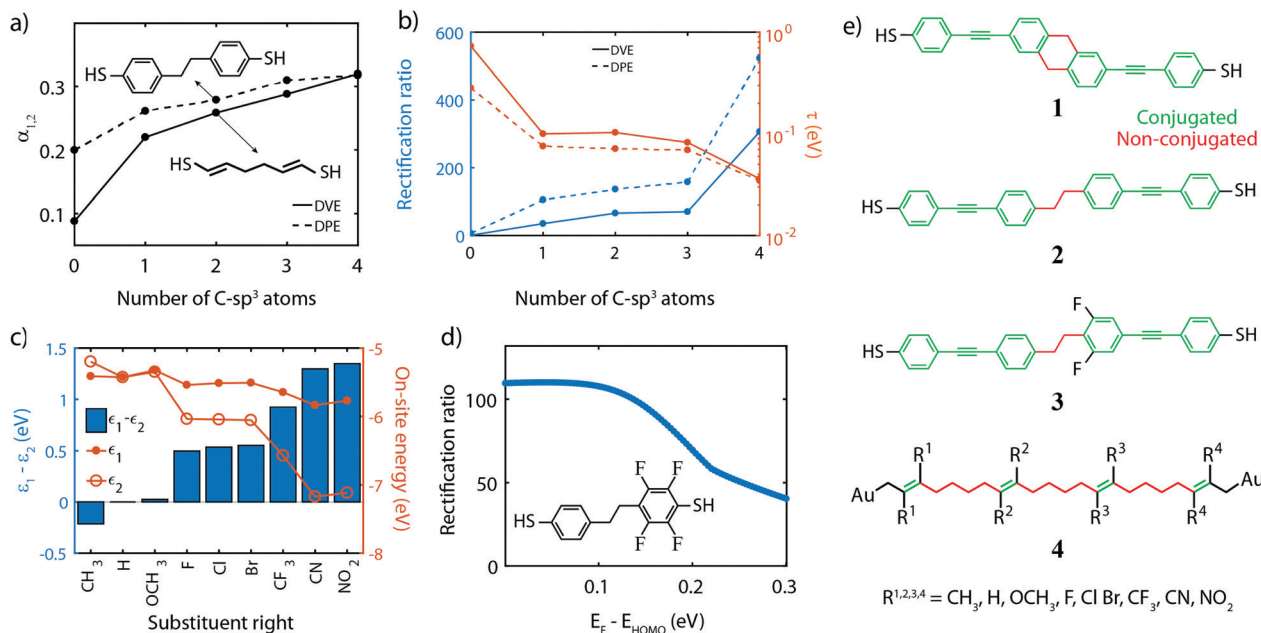 a)
α1,2
0.3
0.2
0.1
HS
SH
HS
SH
DVE
DPE
0
1
2
3
4
Number of C-sp³ atoms
b)
Rectification ratio
600
500
400
300
200
100
0
DVE
DPE
10⁰
10⁻¹
10⁻²
τ (eV)
0
1
2
3
4
Number of C-sp³ atoms
c)
ε1 - ε2 (eV)
1.5
1
0.5
0
-0.5
ϵ1-ϵ2
ϵ1
ϵ2
-5
-6
-7
-8
On-site energy (eV)
CH3
H
OCH3
F
Cl
Br
CF3
CN
NO2
Substituent right
d)
Rectification ratio
100
50
0
HS
F
F
SH
F
F
0.1
0.2
0.3
EF - EHOMO (eV)
e)
HS
SH
1
Conjugated
Non-conjugated
HS
SH
2
HS
F
F
SH
3
R1 R2 R3 R4
Au Au
R1 R2 R3 R4
4
R1,2,3,4 = CH3, H, OCH3, F, Cl Br, CF3, CN, NO2